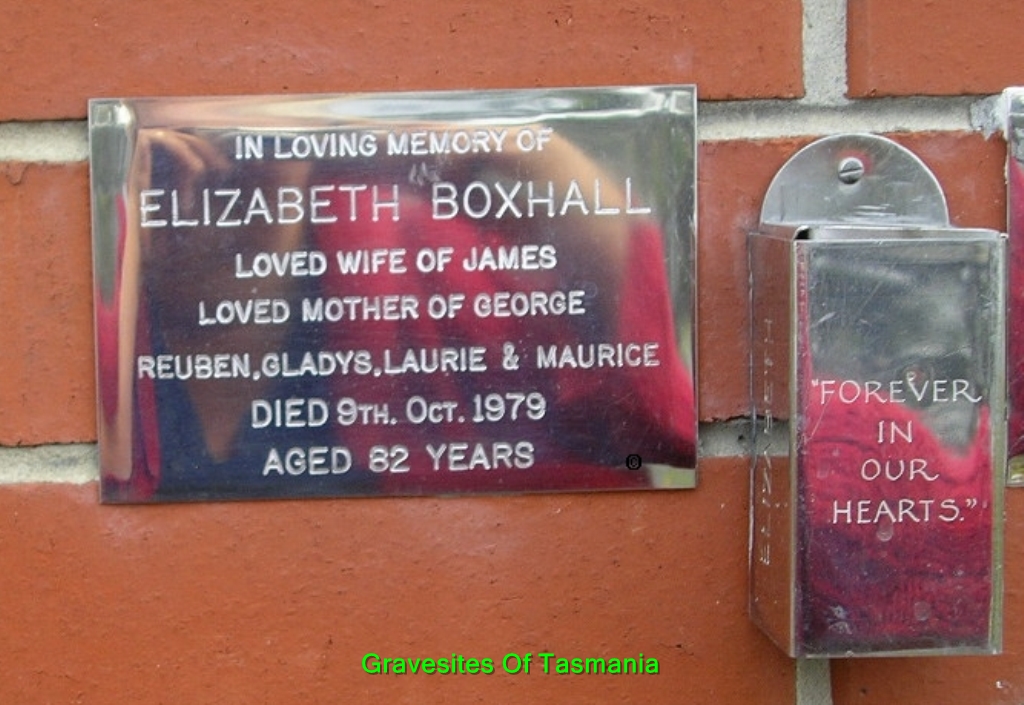 IN LOVING MEMORY OF
ELIZABETH BOXHALL
LOVED WIFE OF JAMES
LOVED MOTHER OF GEORGE
REUBEN, GLADYS, LAURIE & MAURICE
DIED 9TH. OCT. 1979
AGED 82 YEARS
©
ELIZABETH
"FOREVER
IN
OUR
HEARTS."
Gravesites Of Tasmania